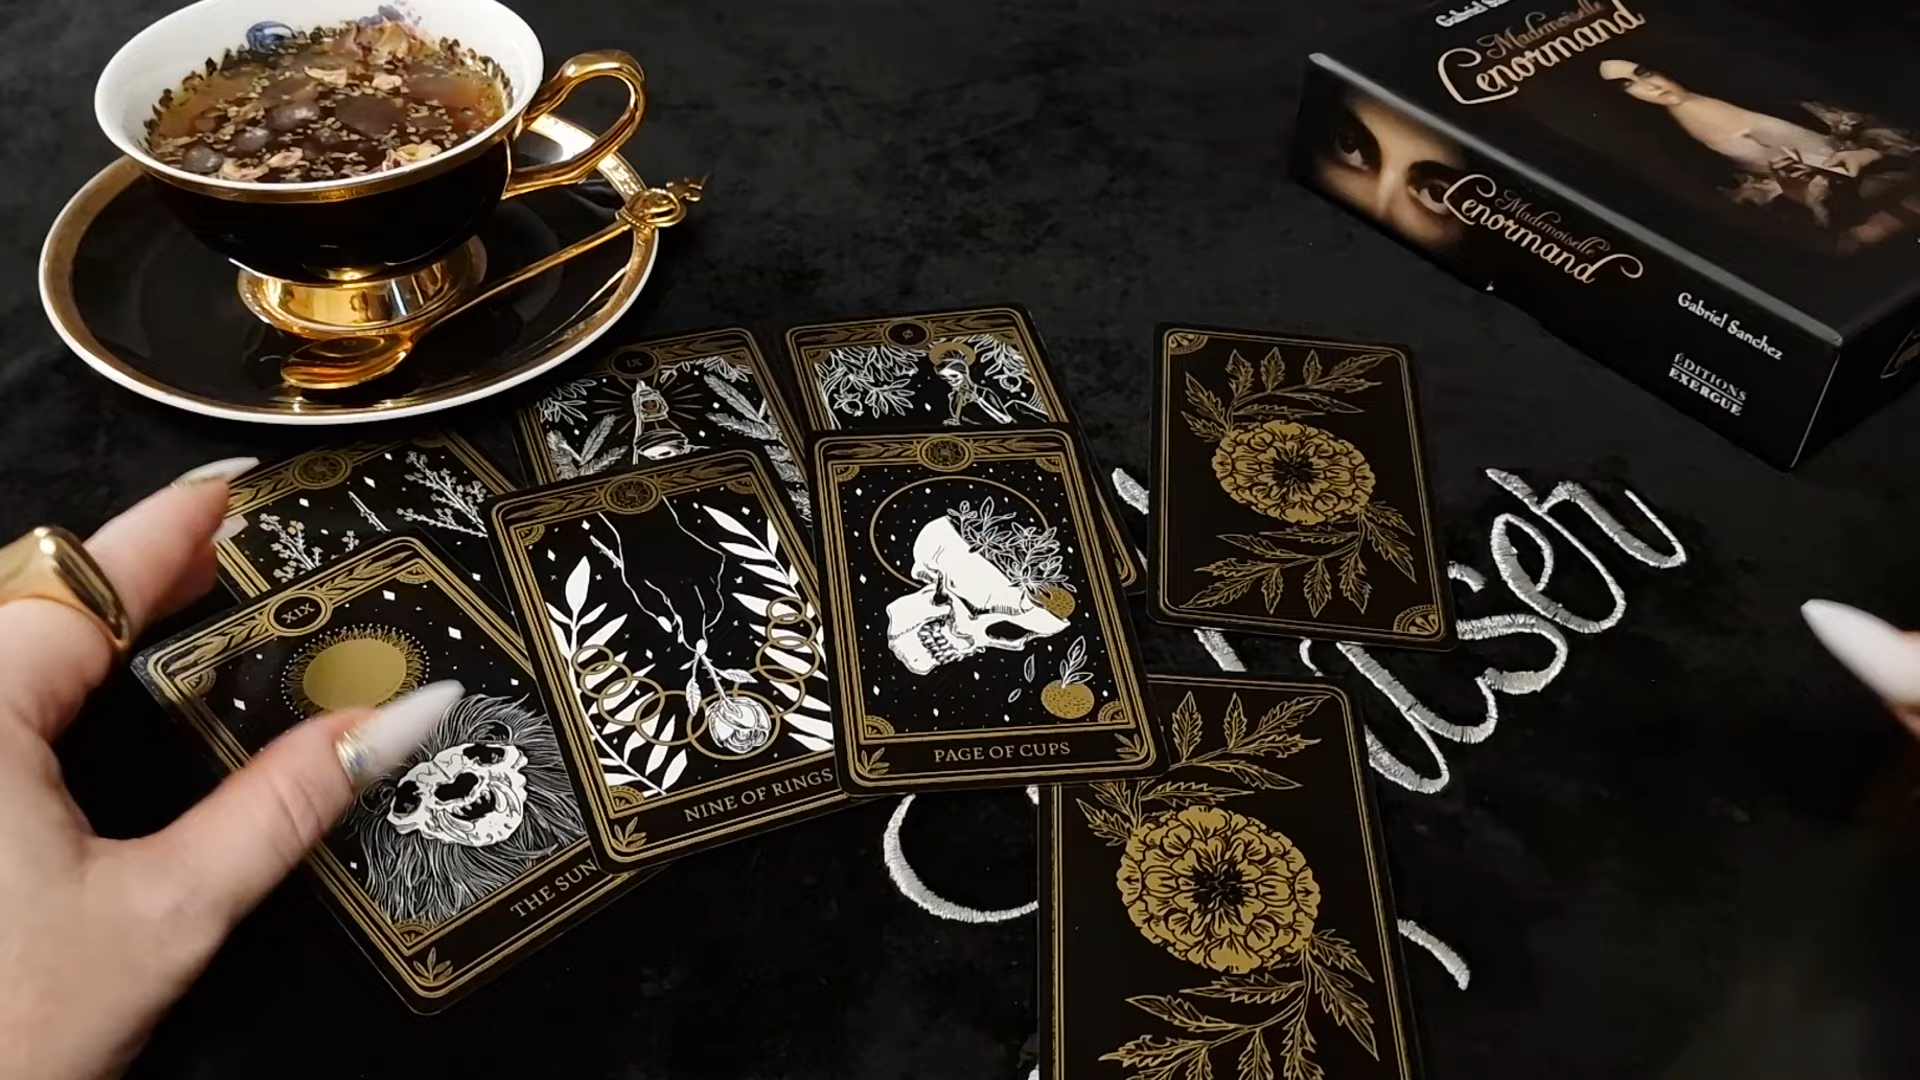 Mademoiselle
Lenormand
Mademoiselle
Lenormand
Gabriel Sanchez
ÉDITIONS
EXERGUE
IX
XIX
THE SUN
NINE OF RINGS
PAGE OF CUPS